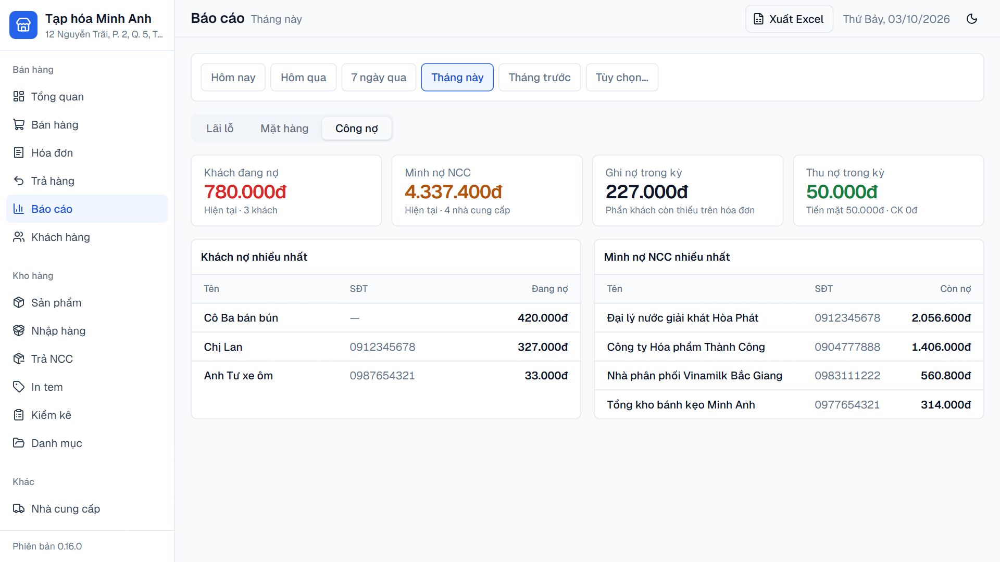 Tạp hóa Minh Anh
12 Nguyễn Trãi, P. 2, Q. 5, T...
Bán hàng
Tổng quan
Bán hàng
Hóa đơn
Trả hàng
Báo cáo
Khách hàng
Kho hàng
Sản phẩm
Nhập hàng
Trả NCC
In tem
Kiểm kê
Danh mục
Khác
Nhà cung cấp
Phiên bản 0.16.0
Báo cáo Tháng này
Xuất Excel
Thứ Bảy, 03/10/2026
Hôm nay
Hôm qua
7 ngày qua
Tháng này
Tháng trước
Tùy chọn...
Lãi lỗ
Mặt hàng
Công nợ
Khách đang nợ
780.000đ
Hiện tại · 3 khách
Mình nợ NCC
4.337.400đ
Hiện tại · 4 nhà cung cấp
Ghi nợ trong kỳ
227.000đ
Phần khách còn thiếu trên hóa đơn
Thu nợ trong kỳ
50.000đ
Tiền mặt 50.000đ · CK 0đ
Khách nợ nhiều nhất
Tên SĐT Đang nợ
Cô Ba bán bún — 420.000đ
Chị Lan 0912345678 327.000đ
Anh Tư xe ôm 0987654321 33.000đ
Mình nợ NCC nhiều nhất
Tên SĐT Còn nợ
Đại lý nước giải khát Hòa Phát 0912345678 2.056.600đ
Công ty Hóa phẩm Thành Công 0904777888 1.406.000đ
Nhà phân phối Vinamilk Bắc Giang 0983111222 560.800đ
Tổng kho bánh kẹo Minh Anh 0977654321 314.000đ